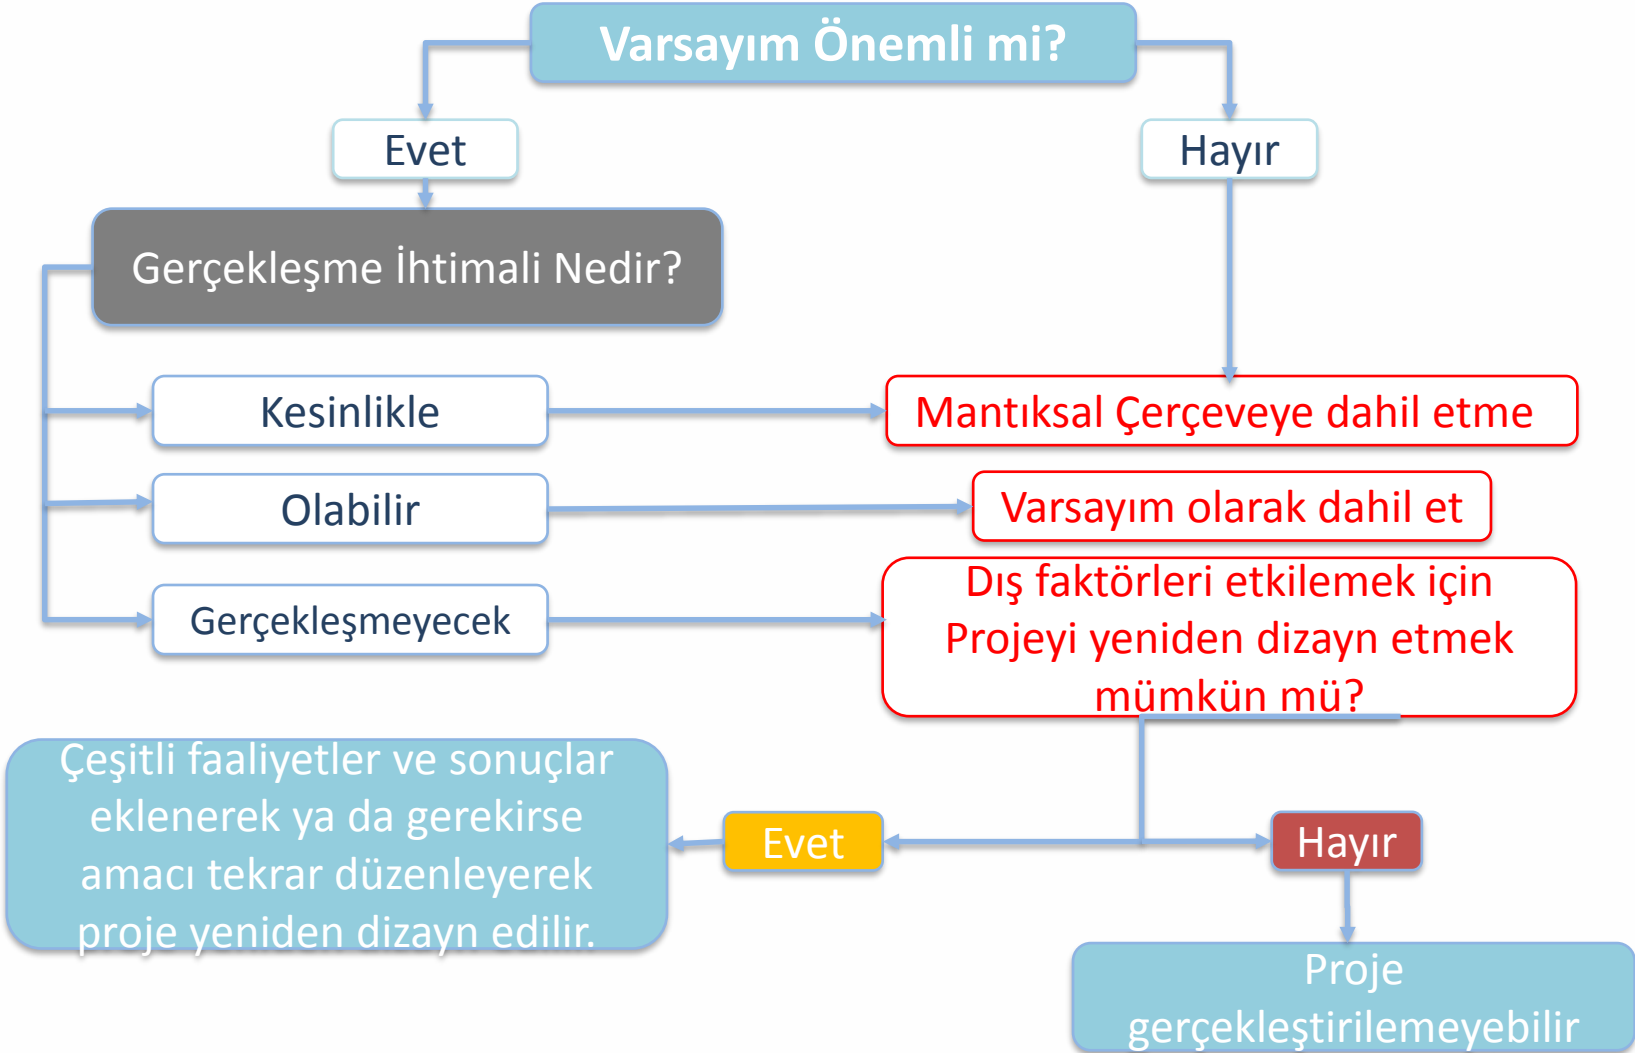 Varsayım Önemli mi?
Evet
Hayır
Gerçekleşme İhtimali Nedir?
Kesinlikle
Mantıksal Çerçeveye dahil etme
Olabilir
Varsayım olarak dahil et
Gerçekleşmeyecek
Dış faktörleri etkilemek için
Projeyi yeniden dizayn etmek
mümkün mü?
Çeşitli faaliyetler ve sonuçlar
eklenerek ya da gerekirse
amacı tekrar düzenleyerek
proje yeniden dizayn edilir.
Evet
Hayır
Proje
gerçekleştirilemeyebilir